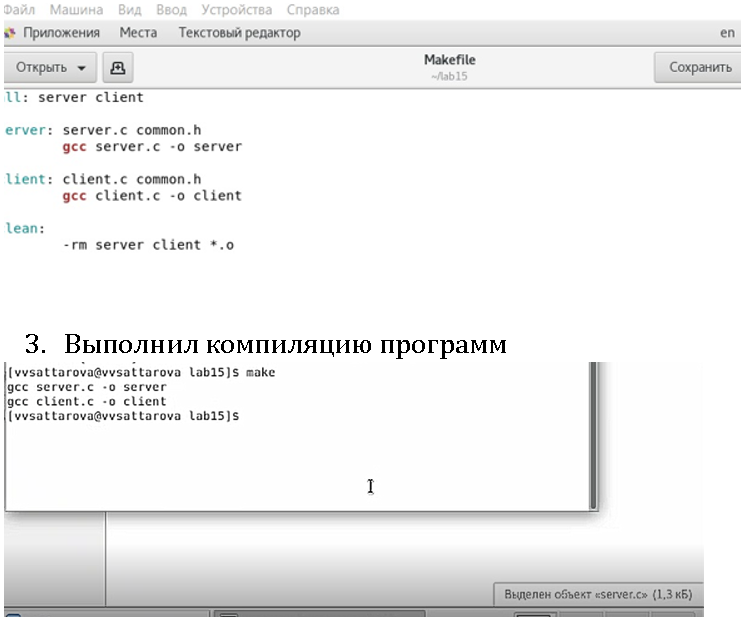 Файл Машина Вид Ввод Устройства Справка
Приложения Места Текстовый редактор en
Открыть Makefile Сохранить
~/lab15
ll: server client
erver: server.c common.h
gcc server.c -o server
lient: client.c common.h
gcc client.c -o client
lean:
-rm server client *.o
3. Выполнил компиляцию программ
[vvsattarova@vvsattarova lab15]$ make
gcc server.c -o server
gcc client.c -o client
[vvsattarova@vvsattarova lab15]$
Выделен объект «server.c» (1,3 кБ)